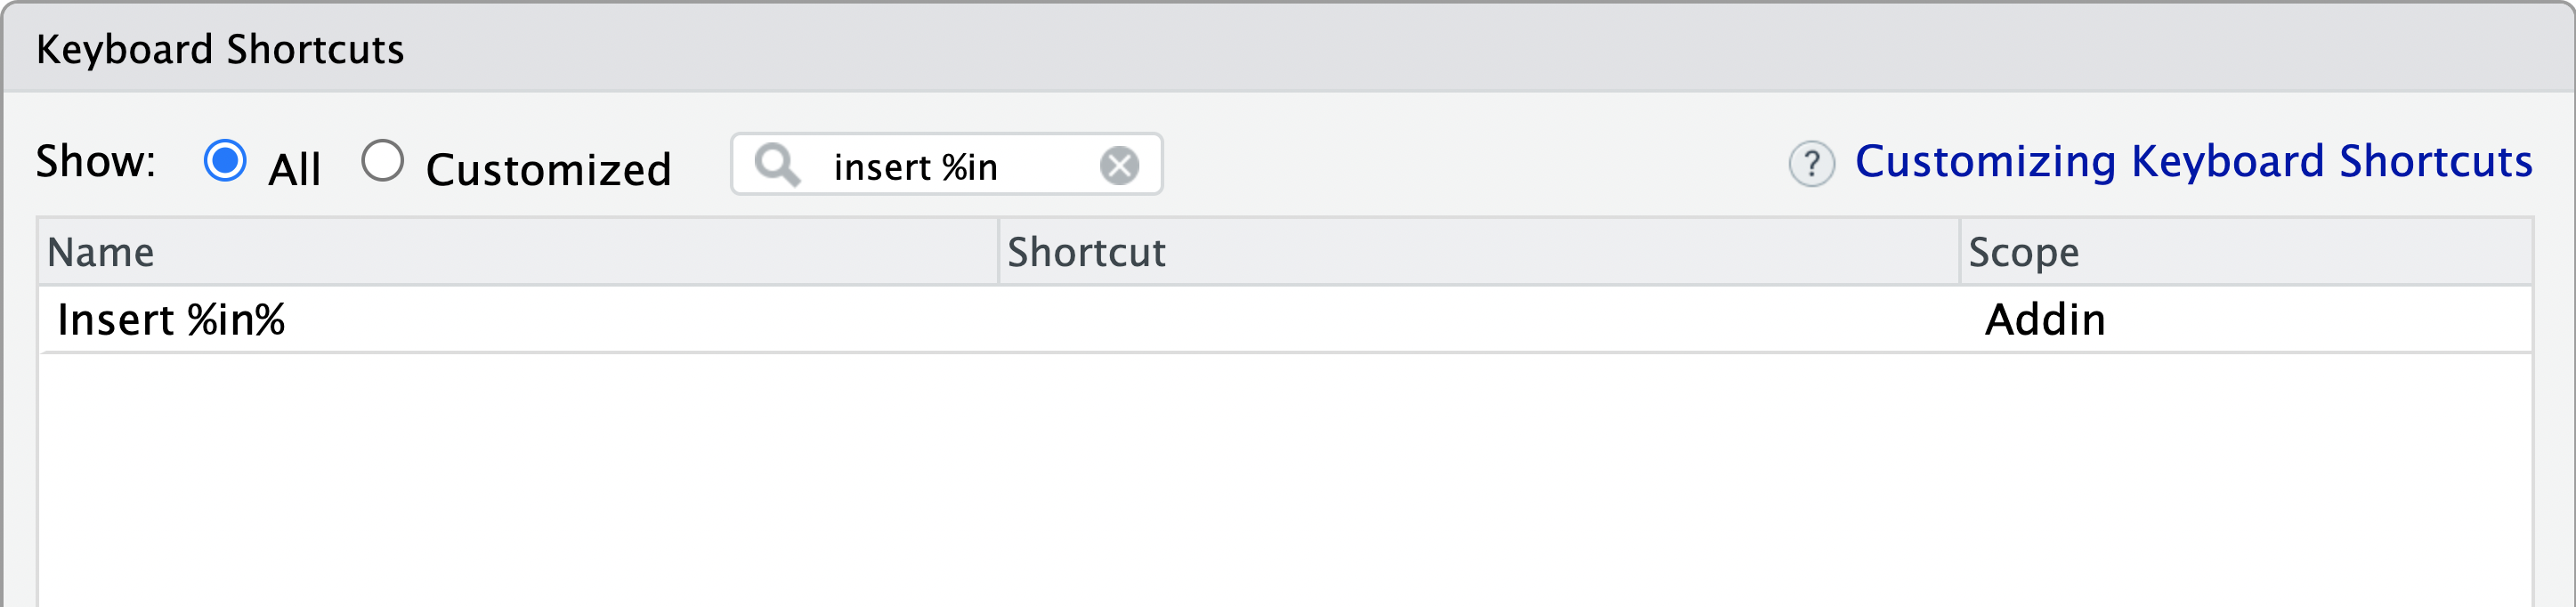 Keyboard Shortcuts
Show: All Customized insert %in ? Customizing Keyboard Shortcuts
Name Shortcut Scope
Insert %in% Addin